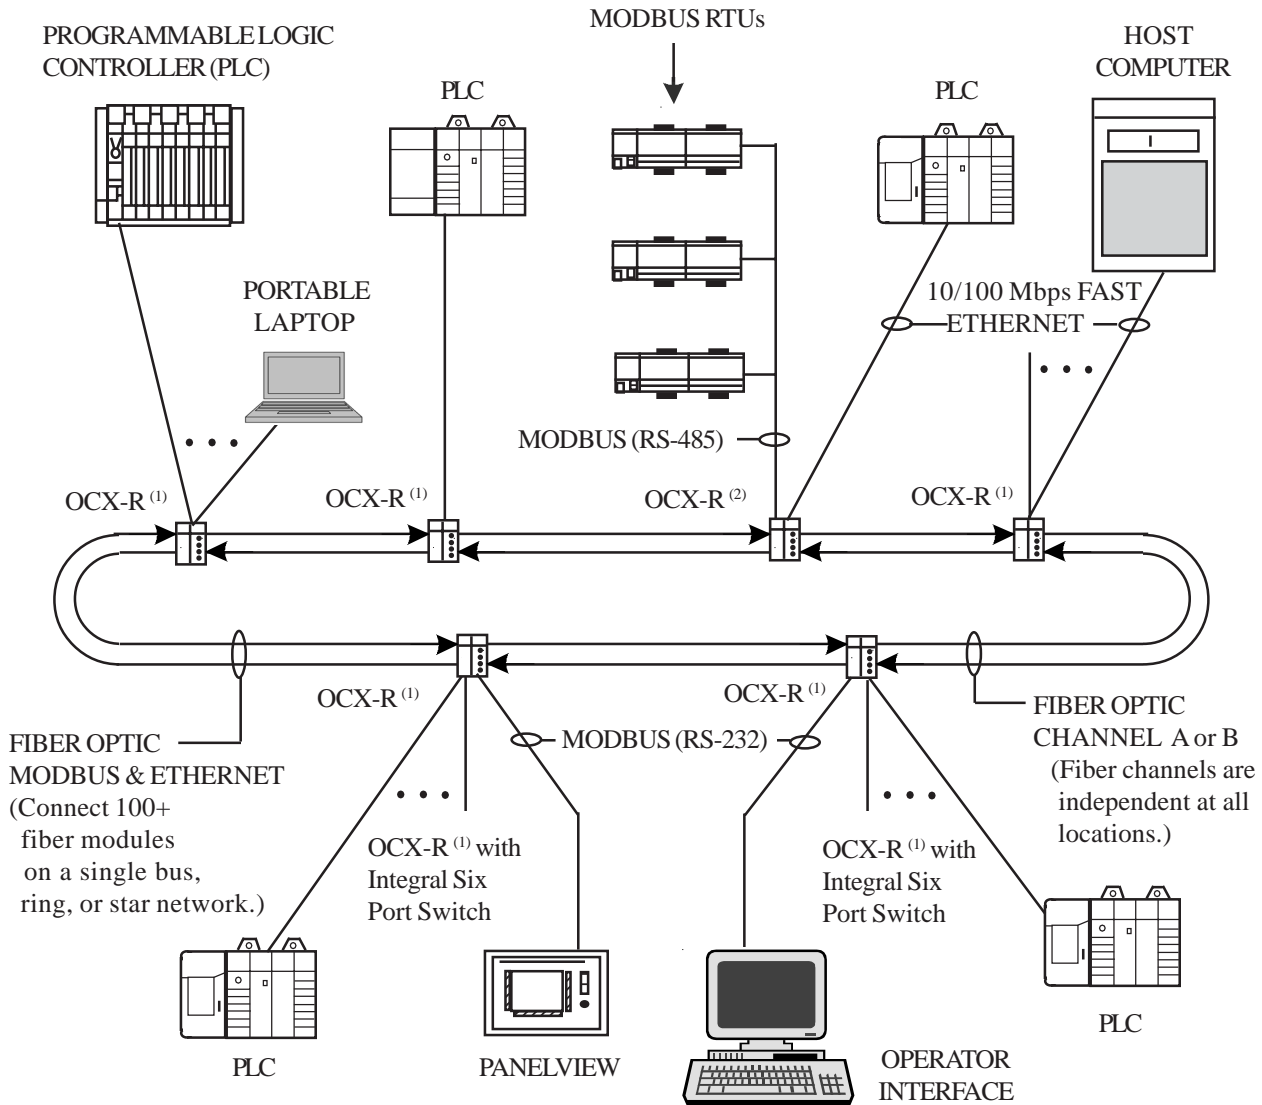 MODBUS RTUs
PROGRAMMABLE LOGIC
CONTROLLER (PLC)
HOST
COMPUTER
PLC
PLC
PORTABLE
LAPTOP
10/100 Mbps FAST
ETHERNET
MODBUS (RS-485)
OCX-R (1)
OCX-R (1)
OCX-R (2)
OCX-R (1)
OCX-R (1)
OCX-R (1)
FIBER OPTIC
MODBUS & ETHERNET
(Connect 100+
fiber modules
on a single bus,
ring, or star network.)
MODBUS (RS-232)
FIBER OPTIC
CHANNEL A or B
(Fiber channels are
independent at all
locations.)
OCX-R (1) with
Integral Six
Port Switch
OCX-R (1) with
Integral Six
Port Switch
PLC
PANELVIEW
OPERATOR
INTERFACE
PLC